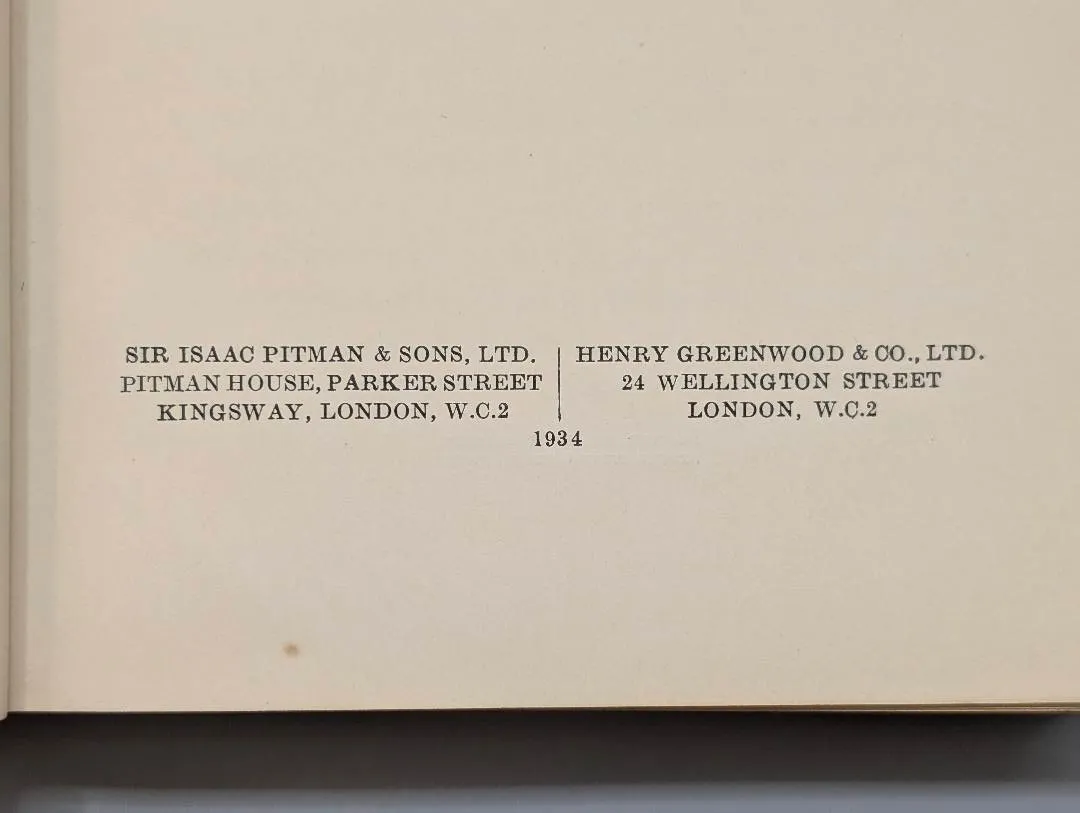 SIR ISAAC PITMAN & SONS, LTD.
PITMAN HOUSE, PARKER STREET
KINGSWAY, LONDON, W.C.2
HENRY GREENWOOD & CO., LTD.
24 WELLINGTON STREET
LONDON, W.C.2
1934